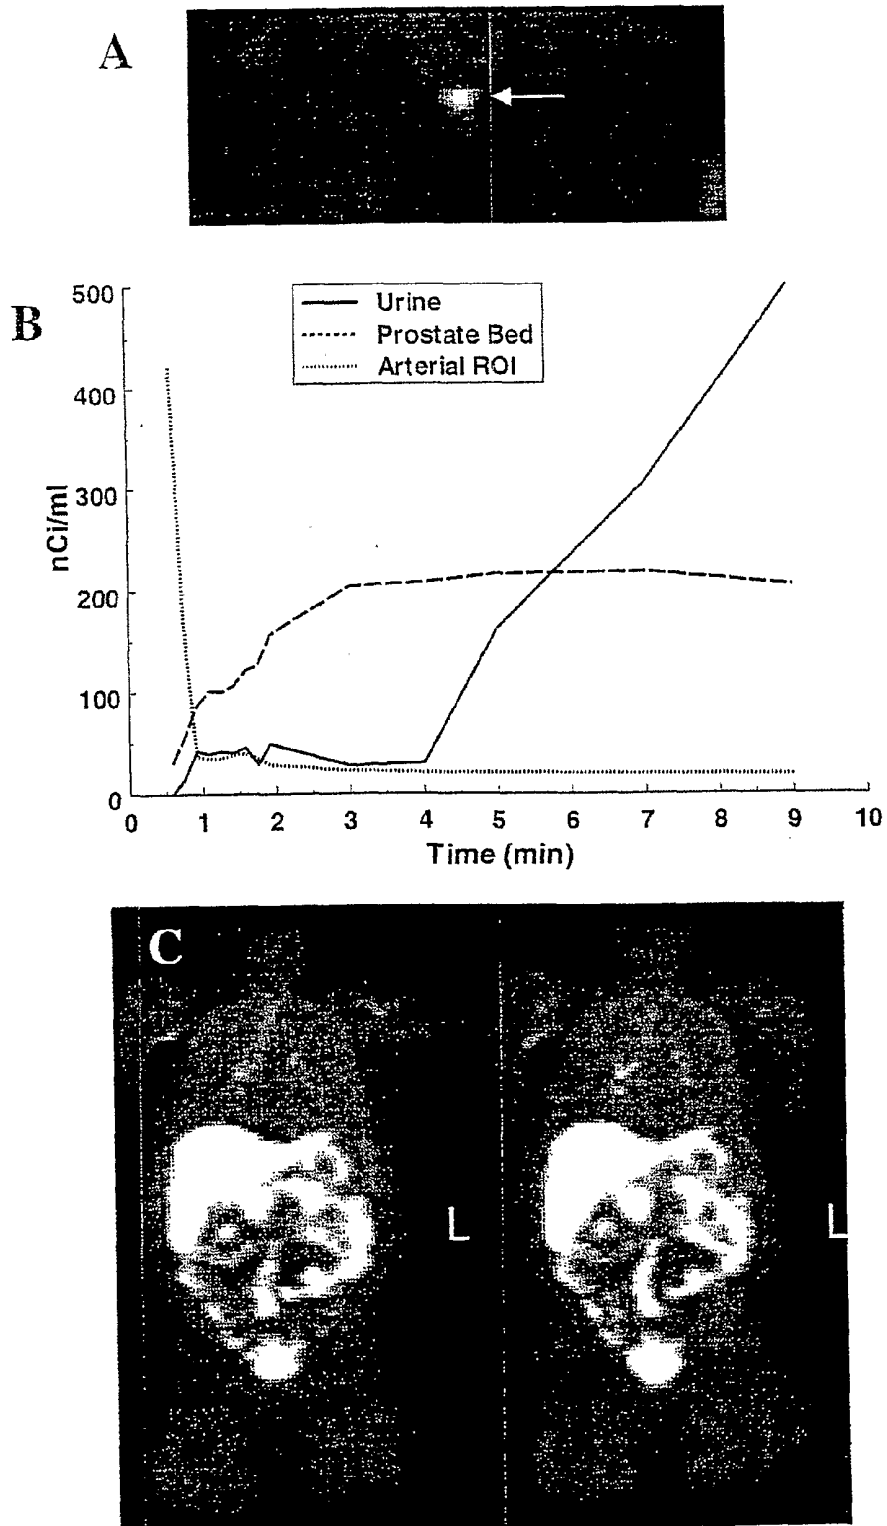 A
B
500
400
300
200
100
0
nCi/ml
Urine
Prostate Bed
Arterial ROI
0 1 2 3 4 5 6 7 8 9 10
Time (min)
C
L
L